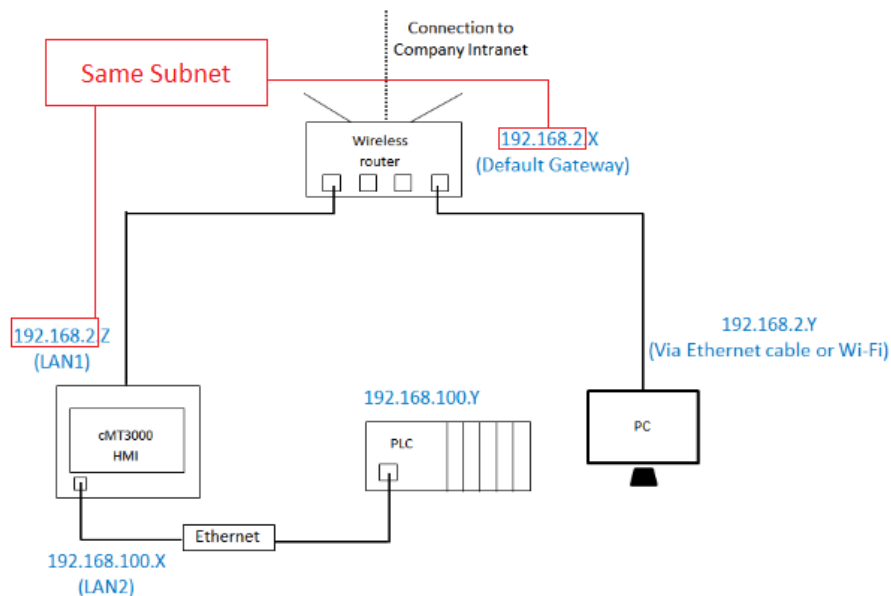 Connection to
Company Intranet
Same Subnet
Wireless
router
192.168.2.X
(Default Gateway)
192.168.2.Z
(LAN1)
192.168.2.Y
(Via Ethernet cable or Wi-Fi)
192.168.100.Y
cMT3000
HMI
PLC
PC
Ethernet
192.168.100.X
(LAN2)